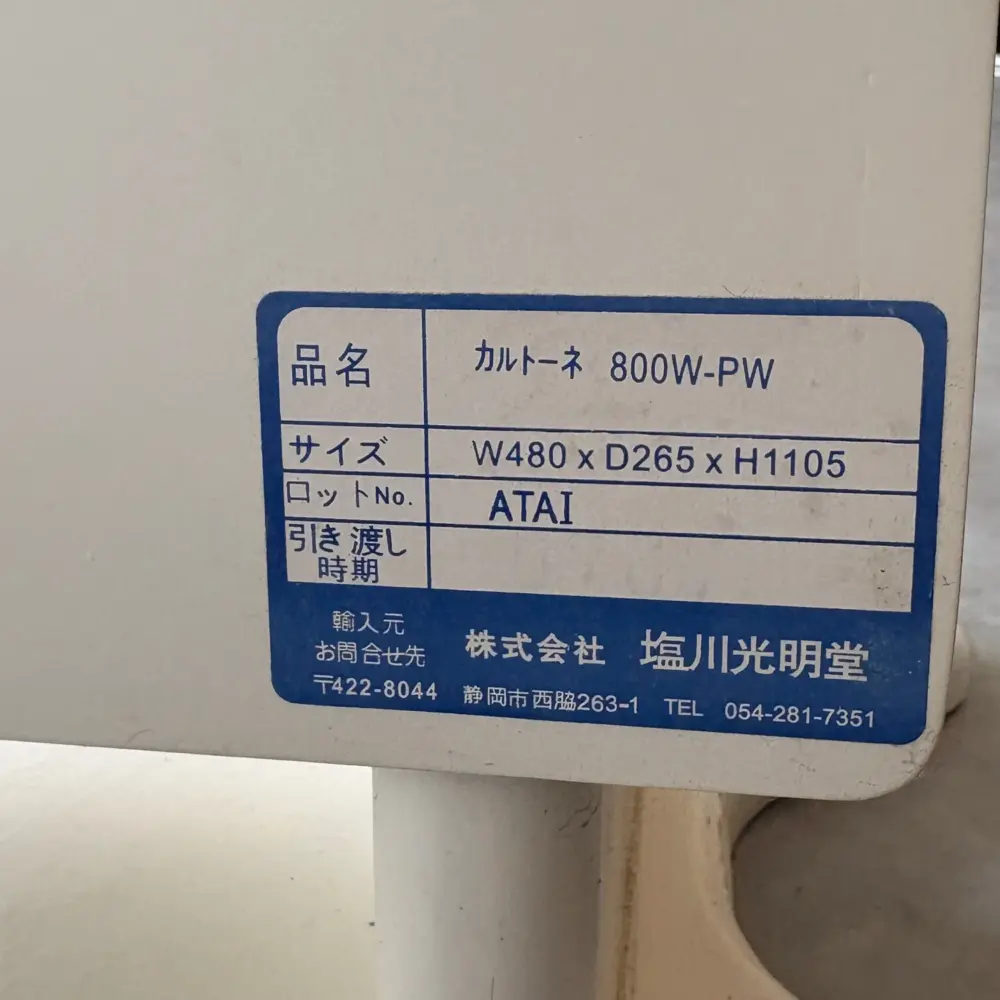 品名 カルトーネ 800W-PW
サイズ W480 x D265 x H1105
ロットNo. ATAI
引き渡し
時期
輸入元
お問合せ先 株式会社 塩川光明堂
〒422-8044 静岡市西脇263-1 TEL 054-281-7351